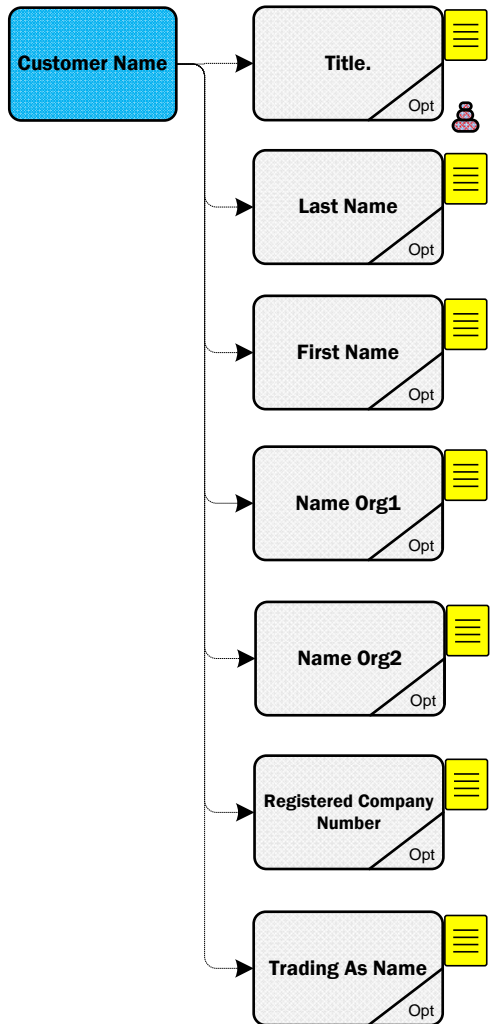 Customer Name
Title.
Opt
Last Name
Opt
First Name
Opt
Name Org1
Opt
Name Org2
Opt
Registered Company
Number
Opt
Trading As Name
Opt